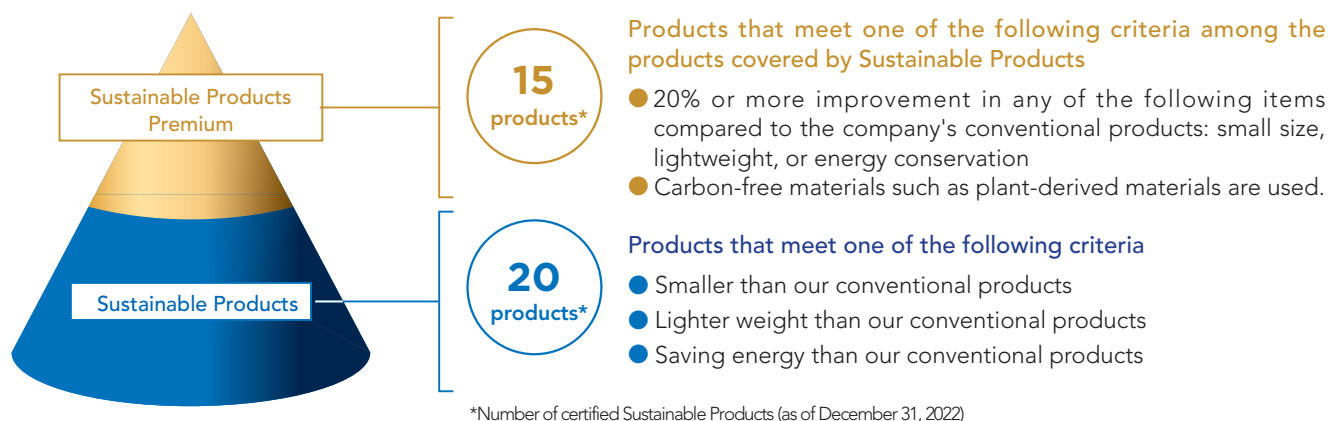 Sustainable Products
Premium
15
products*
Products that meet one of the following criteria among the
products covered by Sustainable Products
● 20% or more improvement in any of the following items
compared to the company's conventional products: small size,
lightweight, or energy conservation
● Carbon-free materials such as plant-derived materials are used.
Sustainable Products
20
products*
Products that meet one of the following criteria
● Smaller than our conventional products
● Lighter weight than our conventional products
● Saving energy than our conventional products
*Number of certified Sustainable Products (as of December 31, 2022)